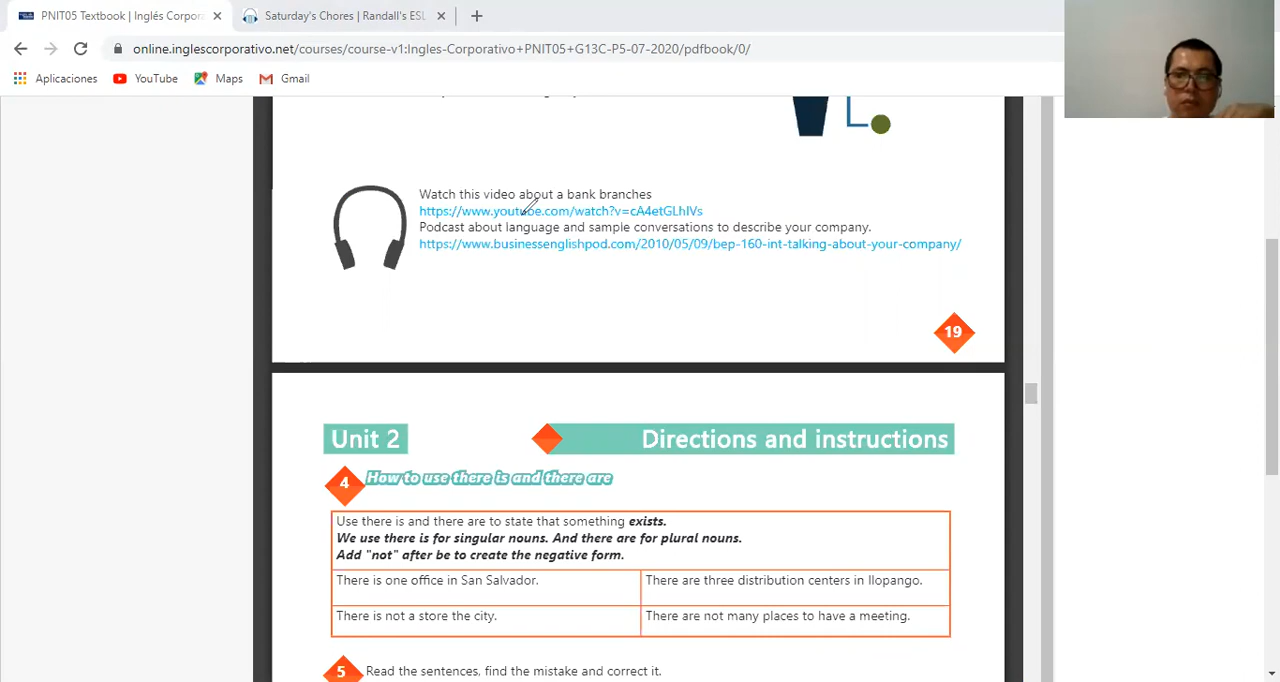 PNIT05 Textbook | Inglés Corpora
Saturday's Chores | Randall's ESL
online.inglescorporativo.net/courses/course-v1:Ingles-Corporativo+PNIT05+G13C-P5-07-2020/pdfbook/0/
Aplicaciones YouTube Maps Gmail
Watch this video about a bank branches
https://www.youtube.com/watch?v=cA4etGLhIVs
Podcast about language and sample conversations to describe your company.
https://www.businessenglishpod.com/2010/05/09/bep-160-int-talking-about-your-company/
19
Unit 2 Directions and instructions
4 How to use there is and there are
Use there is and there are to state that something exists.
We use there is for singular nouns. And there are for plural nouns.
Add "not" after be to create the negative form.
There is one office in San Salvador. There are three distribution centers in Ilopango.
There is not a store the city. There are not many places to have a meeting.
5 Read the sentences, find the mistake and correct it.